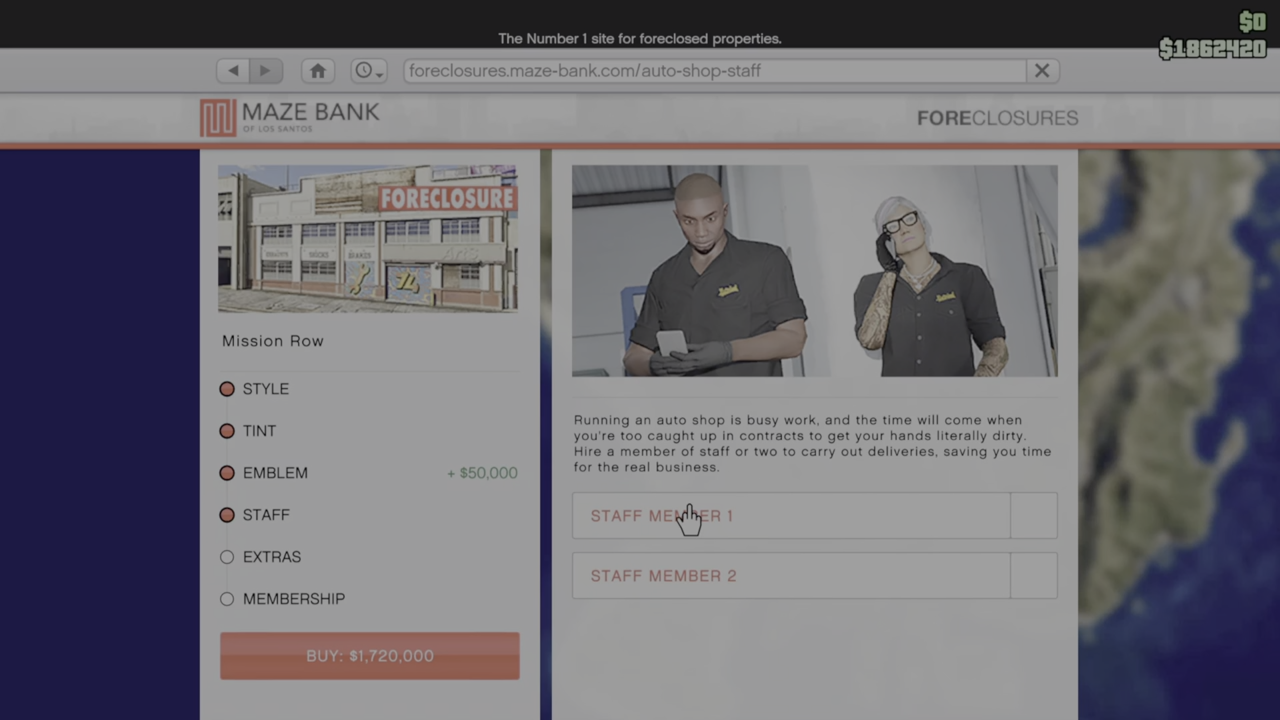 $0
The Number 1 site for foreclosed properties.
$1862420
foreclosures.maze-bank.com/auto-shop-staff
MAZE BANK
OF LOS SANTOS
FORECLOSURES
FORECLOSURE
Mission Row
STYLE
TINT
EMBLEM + $50,000
STAFF
EXTRAS
MEMBERSHIP
BUY: $1,720,000
Running an auto shop is busy work, and the time will come when
you're too caught up in contracts to get your hands literally dirty.
Hire a member of staff or two to carry out deliveries, saving you time
for the real business.
STAFF MEMBER 1
STAFF MEMBER 2